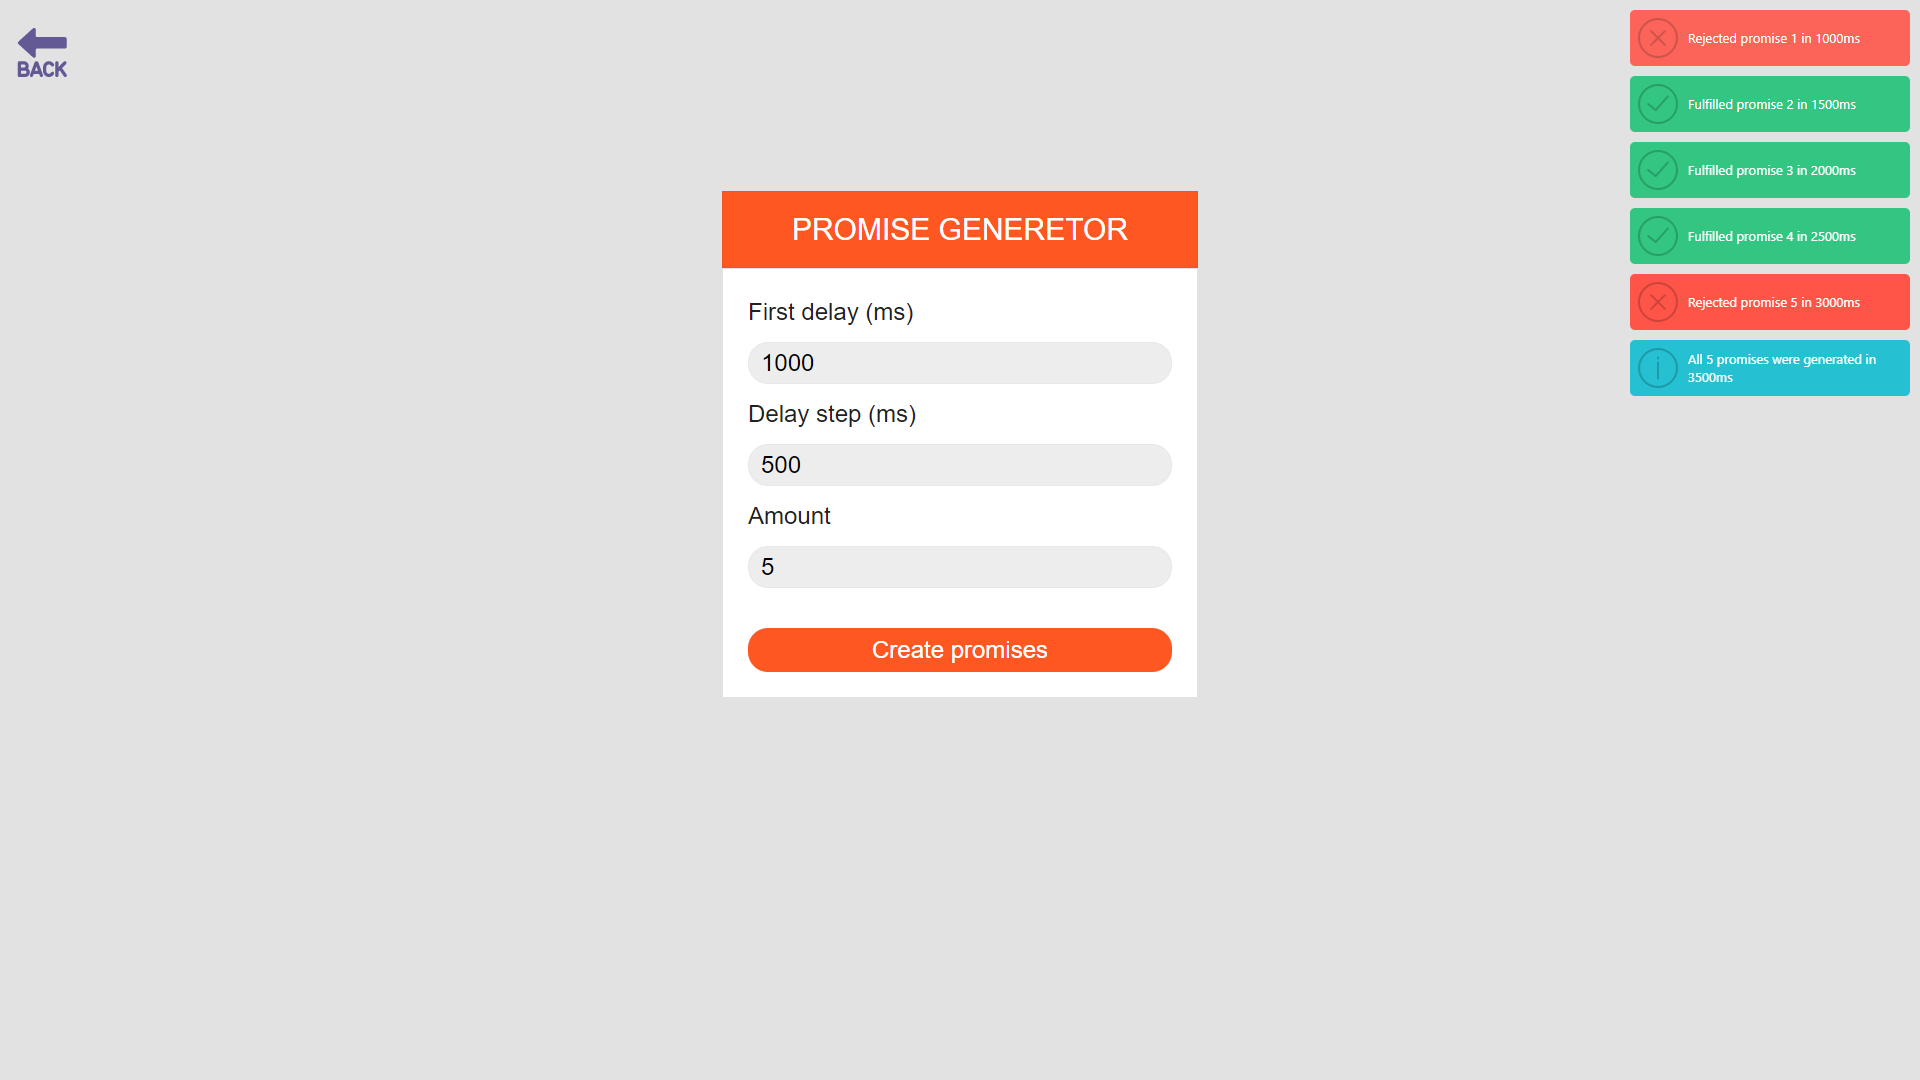 BACK
PROMISE GENERETOR
First delay (ms)
1000
Delay step (ms)
500
Amount
5
Create promises
Rejected promise 1 in 1000ms
Fulfilled promise 2 in 1500ms
Fulfilled promise 3 in 2000ms
Fulfilled promise 4 in 2500ms
Rejected promise 5 in 3000ms
All 5 promises were generated in
3500ms